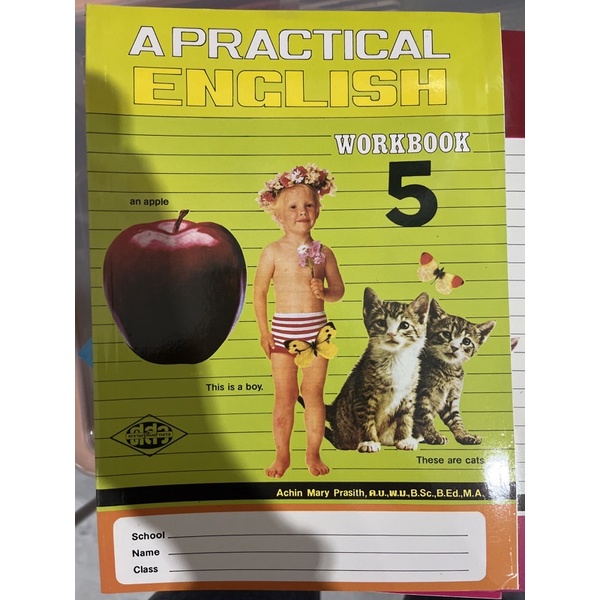 A PRACTICAL
ENGLISH
WORKBOOK
5
an apple
This is a boy.
These are cats
Achin Mary Prasith, ค.บ., พ.ม., B.Sc., B.Ed., M.A.
School
Name
Class